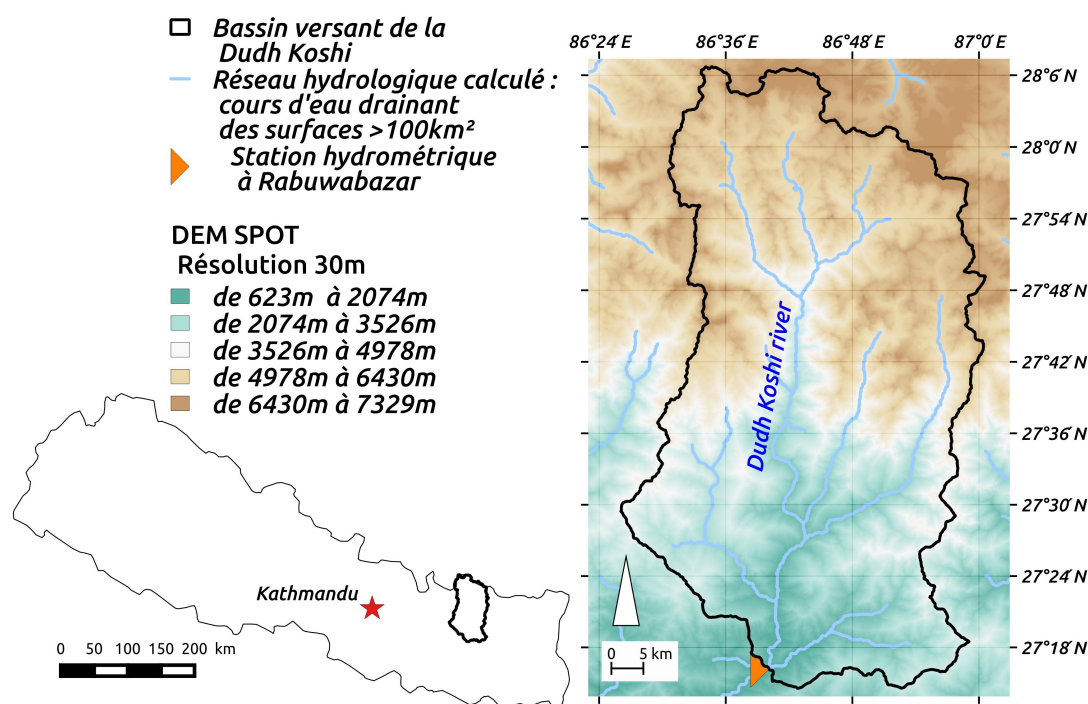 Bassin versant de la
Dudh Koshi
Réseau hydrologique calculé :
cours d'eau drainant
des surfaces >100km²
Station hydrométrique
à Rabuwabazar
DEM SPOT
Résolution 30m
de 623m à 2074m
de 2074m à 3526m
de 3526m à 4978m
de 4978m à 6430m
de 6430m à 7329m
Kathmandu
0 50 100 150 200 km
86°24′E 86°36′E 86°48′E 87°0′E
28°6′N
28°0′N
27°54′N
27°48′N
27°42′N
27°36′N
27°30′N
27°24′N
27°18′N
Dudh Koshi river
0 5 km